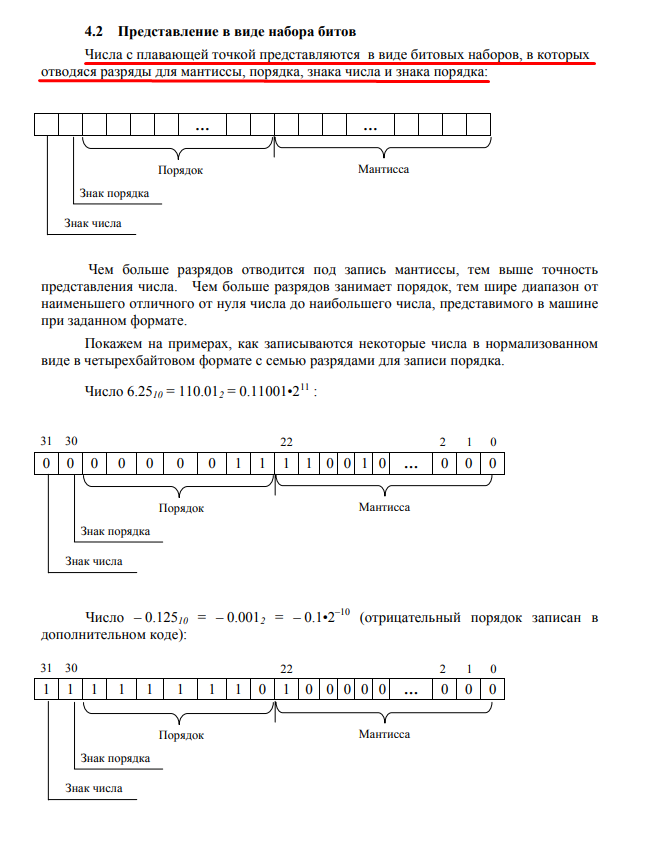 4.2 Представление в виде набора битов
Числа с плавающей точкой представляются в виде битовых наборов, в которых
отводяся разряды для мантиссы, порядка, знака числа и знака порядка:
... ...
Порядок Мантисса
Знак порядка
Знак числа
Чем больше разрядов отводится под запись мантиссы, тем выше точность
представления числа. Чем больше разрядов занимает порядок, тем шире диапазон от
наименьшего отличного от нуля числа до наибольшего числа, представимого в машине
при заданном формате.
Покажем на примерах, как записываются некоторые числа в нормализованном
виде в четырехбайтовом формате с семью разрядами для записи порядка.
Число 6.25₁₀ = 110.01₂ = 0.11001•2¹¹ :
31 30 22 2 1 0
0 0 0 0 0 0 0 1 1 1 1 0 0 1 0 ... 0 0 0
Порядок Мантисса
Знак порядка
Знак числа
Число – 0.125₁₀ = – 0.001₂ = – 0.1•2⁻¹⁰ (отрицательный порядок записан в
дополнительном коде):
31 30 22 2 1 0
1 1 1 1 1 1 1 1 0 1 0 0 0 0 0 ... 0 0 0
Порядок Мантисса
Знак порядка
Знак числа